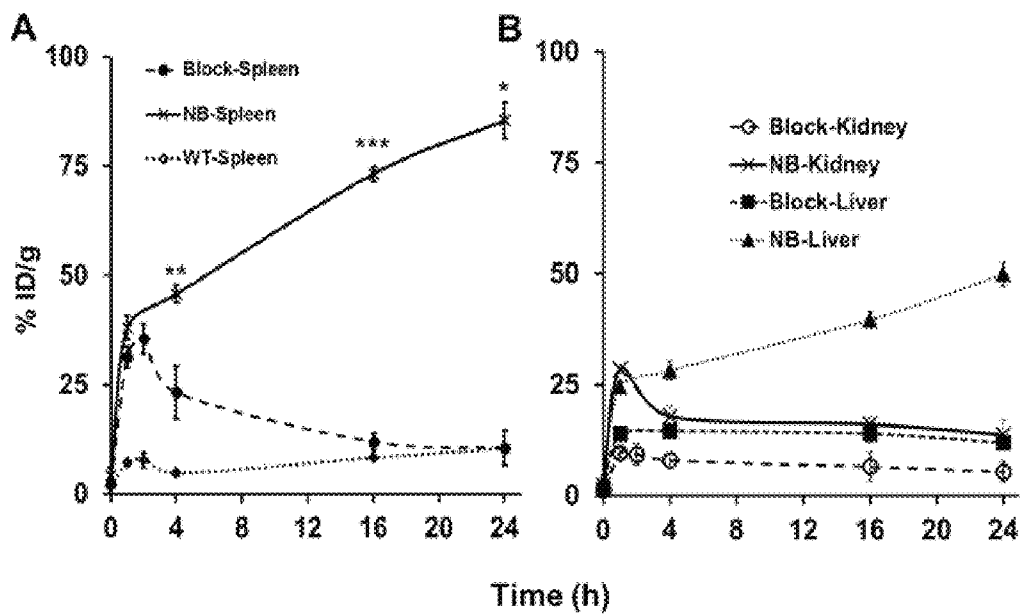 A
B
100
75
50
25
0
% ID/g
Block-Spleen
NB-Spleen
WT-Spleen
**
***
*
0 4 8 12 16 20 24
100
75
50
25
0
Block-Kidney
NB-Kidney
Block-Liver
NB-Liver
0 4 8 12 16 20 24
Time (h)